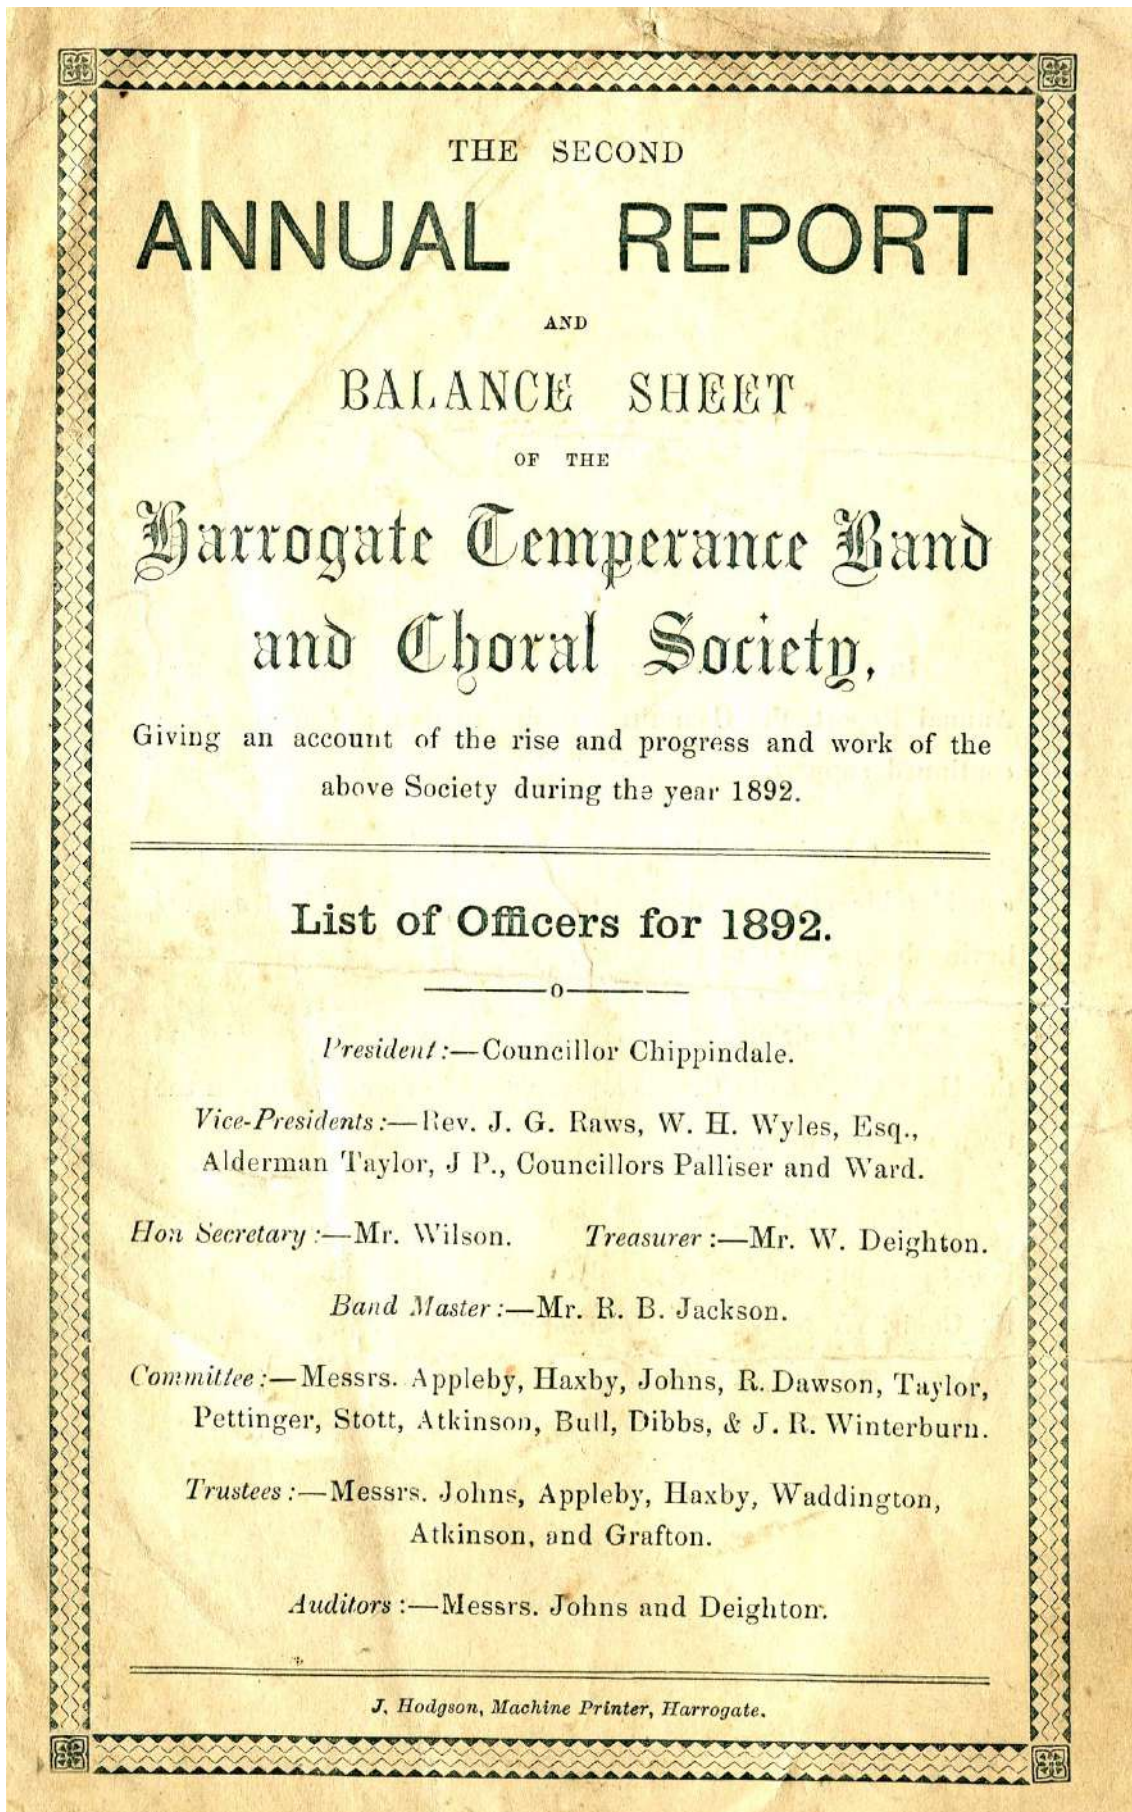 THE SECOND
ANNUAL REPORT
AND
BALANCE SHEET
OF THE
Harrogate Temperance Band
and Choral Society,
Giving an account of the rise and progress and work of the
above Society during the year 1892.
List of Officers for 1892.
President:—Councillor Chippindale.
Vice-Presidents:—Rev. J. G. Raws, W. H. Wyles, Esq.,
Alderman Taylor, J P., Councillors Palliser and Ward.
Hon Secretary:—Mr. Wilson. Treasurer:—Mr. W. Deighton.
Band Master:—Mr. R. B. Jackson.
Committee:—Messrs. Appleby, Haxby, Johns, R. Dawson, Taylor,
Pettinger, Stott, Atkinson, Bull, Dibbs, & J. R. Winterburn.
Trustees:—Messrs. Johns, Appleby, Haxby, Waddington,
Atkinson, and Grafton.
Auditors:—Messrs. Johns and Deighton.
J. Hodgson, Machine Printer, Harrogate.